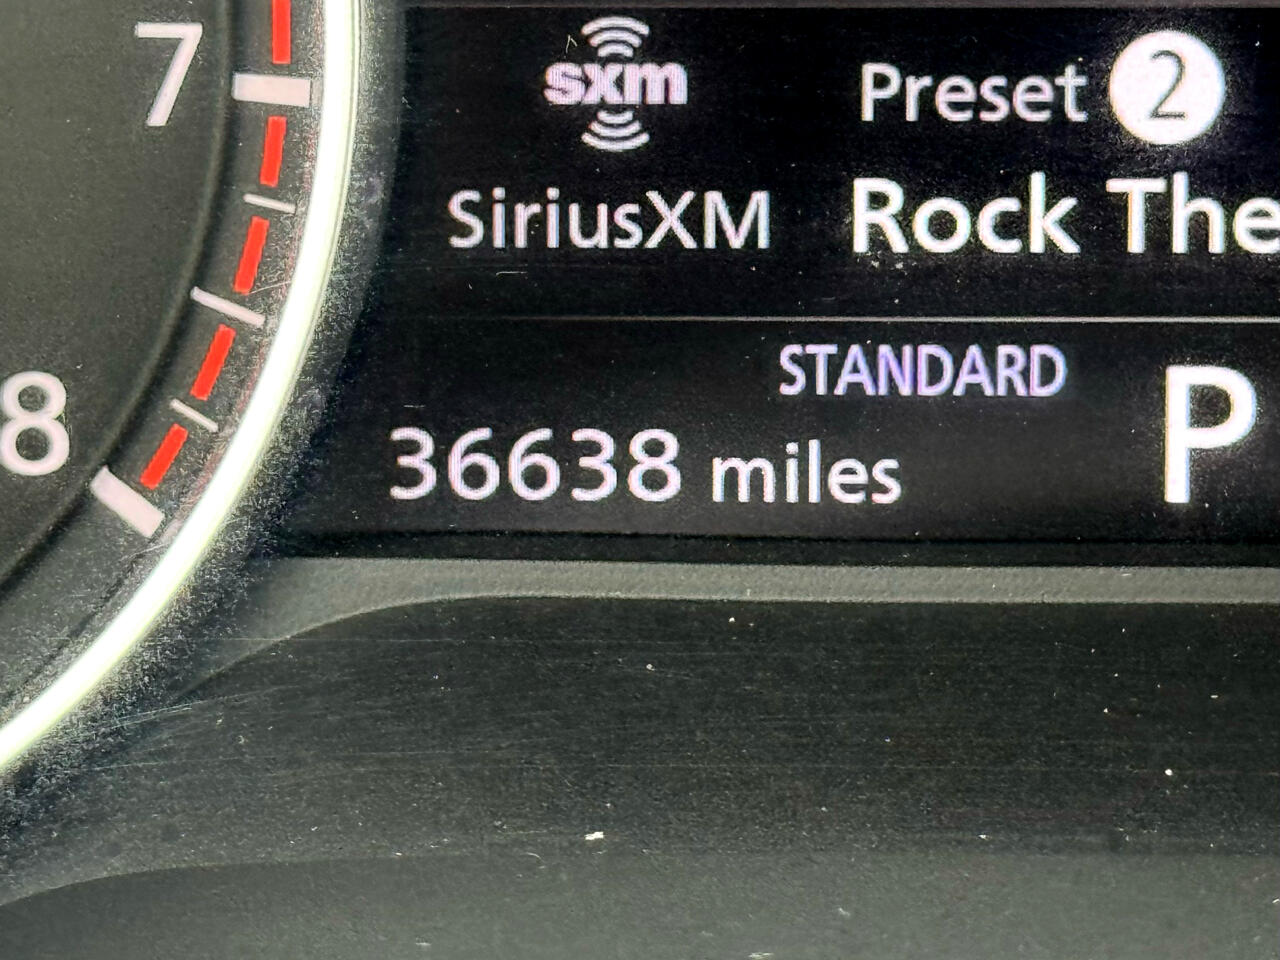 7
8
sxm
Preset 2
SiriusXM
Rock The
STANDARD
P
36638 miles